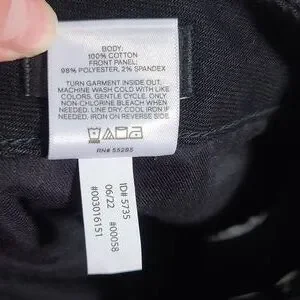 BODY:
100% COTTON
FRONT PANEL:
98% POLYESTER, 2% SPANDEX
TURN GARMENT INSIDE OUT.
MACHINE WASH COLD WITH LIKE
COLORS. GENTLE CYCLE. ONLY
NON-CHLORINE BLEACH WHEN
NEEDED. LINE DRY. COOL IRON IF
NEEDED. IRON ON REVERSE SIDE
RN# 55285
ID# 5735
06/22 #00058
#003016151